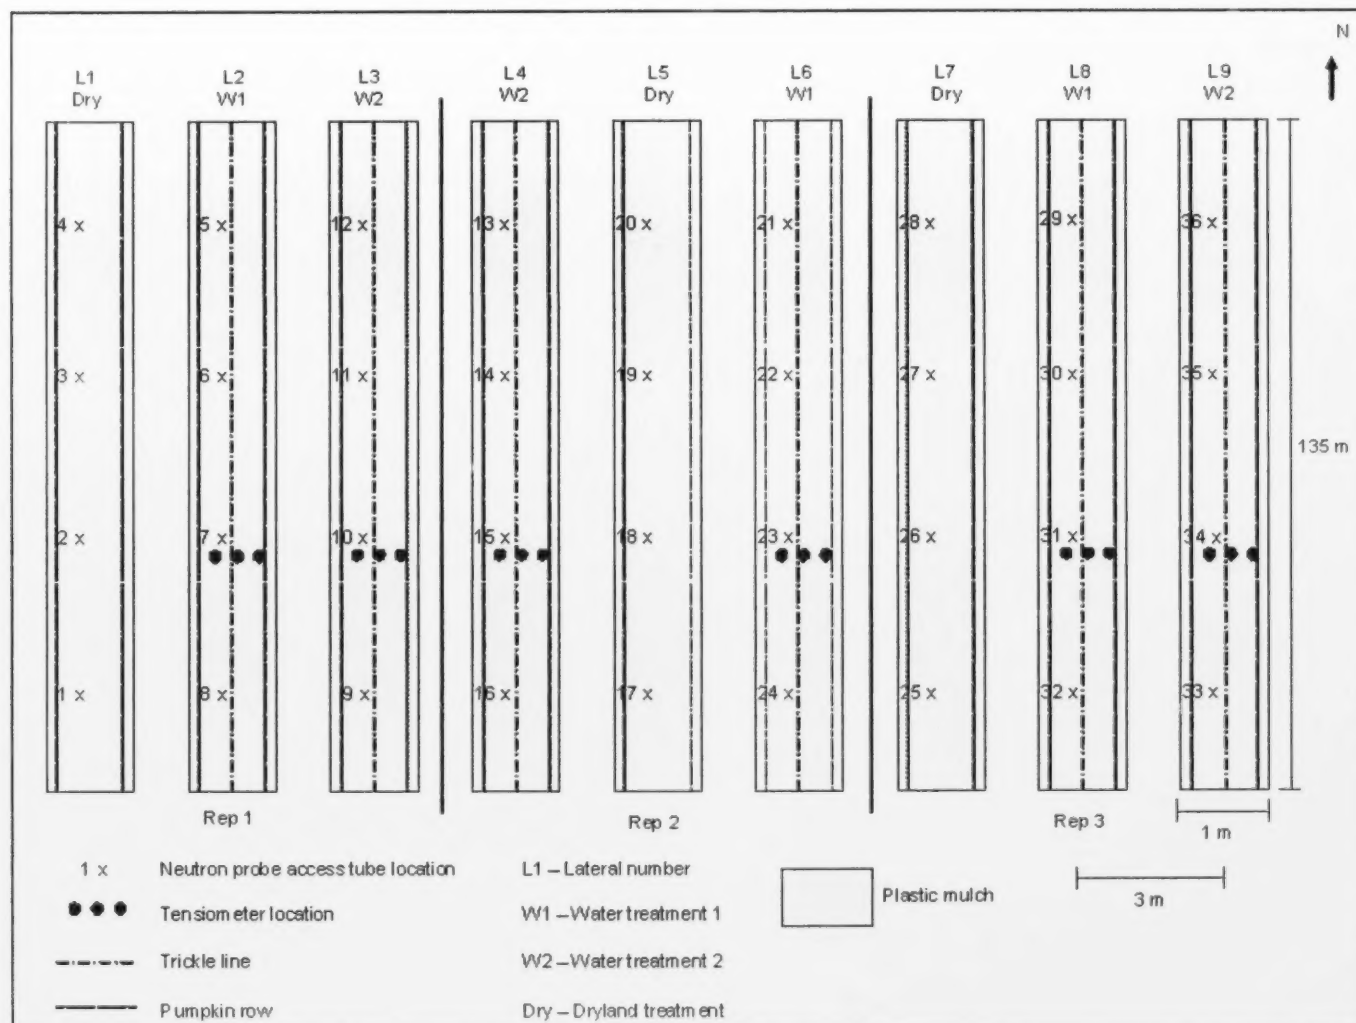 N
L1 L2 L3 L4 L5 L6 L7 L8 L9
Dry W1 W2 W2 Dry W1 Dry W1 W2
4 x 5 x 12 x 13 x 20 x 21 x 28 x 29 x 36 x
3 x 6 x 11 x 14 x 19 x 22 x 27 x 30 x 35 x
135 m
2 x 7 x 10 x 15 x 18 x 23 x 26 x 31 x 34 x
1 x 8 x 9 x 16 x 17 x 24 x 25 x 32 x 33 x
Rep 1 Rep 2 Rep 3
1 m
1 x Neutron probe access tube location
L1 – Lateral number
Plastic mulch
3 m
Tensiometer location
W1 – Water treatment 1
Trickle line
W2 – Water treatment 2
Pumpkin row
Dry – Dryland treatment